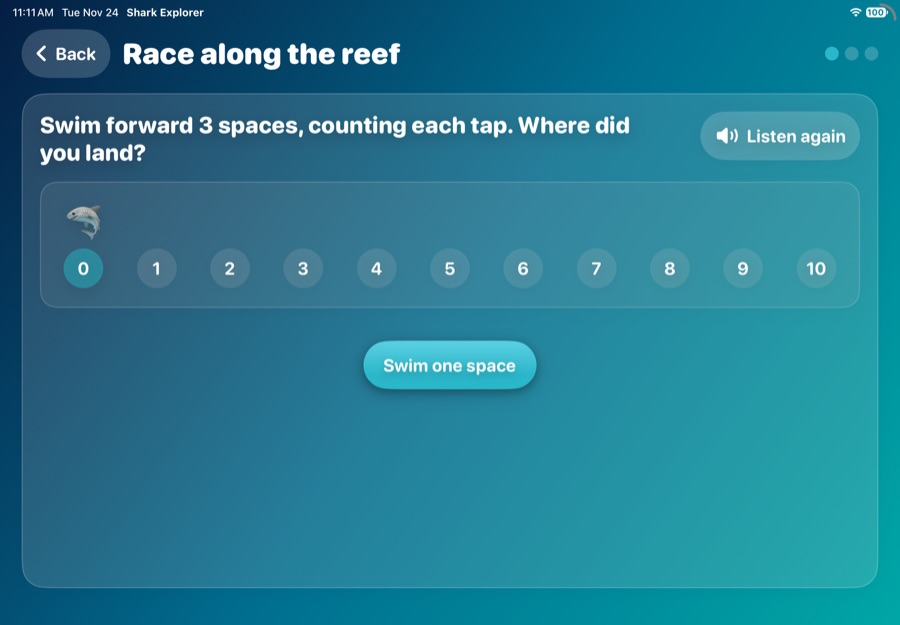 11:11 AM Tue Nov 24 Shark Explorer
100
Back
Race along the reef
Swim forward 3 spaces, counting each tap. Where did
you land?
Listen again
0 1 2 3 4 5 6 7 8 9 10
Swim one space